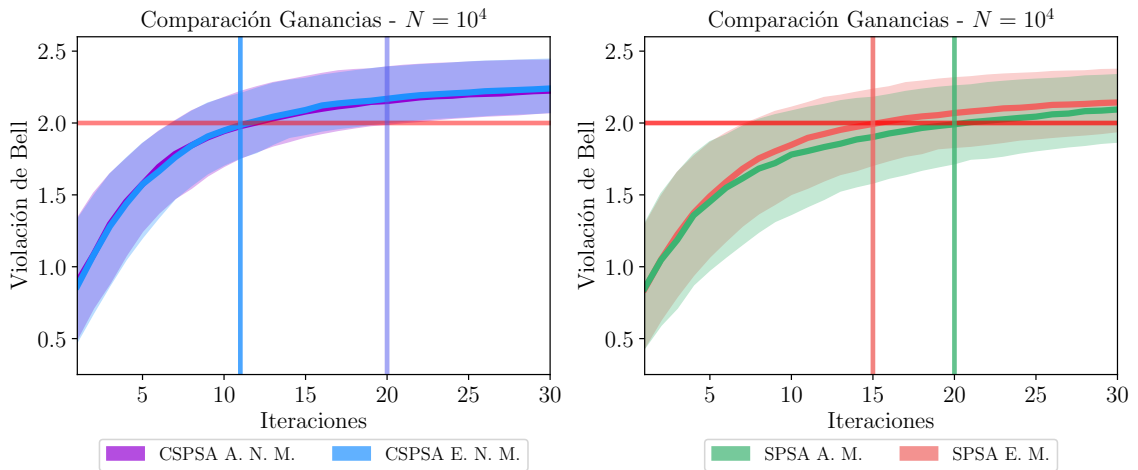 Comparación Ganancias - $N = 10^4$
Violación de Bell
2.5
2.0
1.5
1.0
0.5
5
10
15
20
25
30
Iteraciones
CSPSA A. N. M.
CSPSA E. N. M.
Comparación Ganancias - $N = 10^4$
Violación de Bell
2.5
2.0
1.5
1.0
0.5
5
10
15
20
25
30
Iteraciones
SPSA A. M.
SPSA E. M.